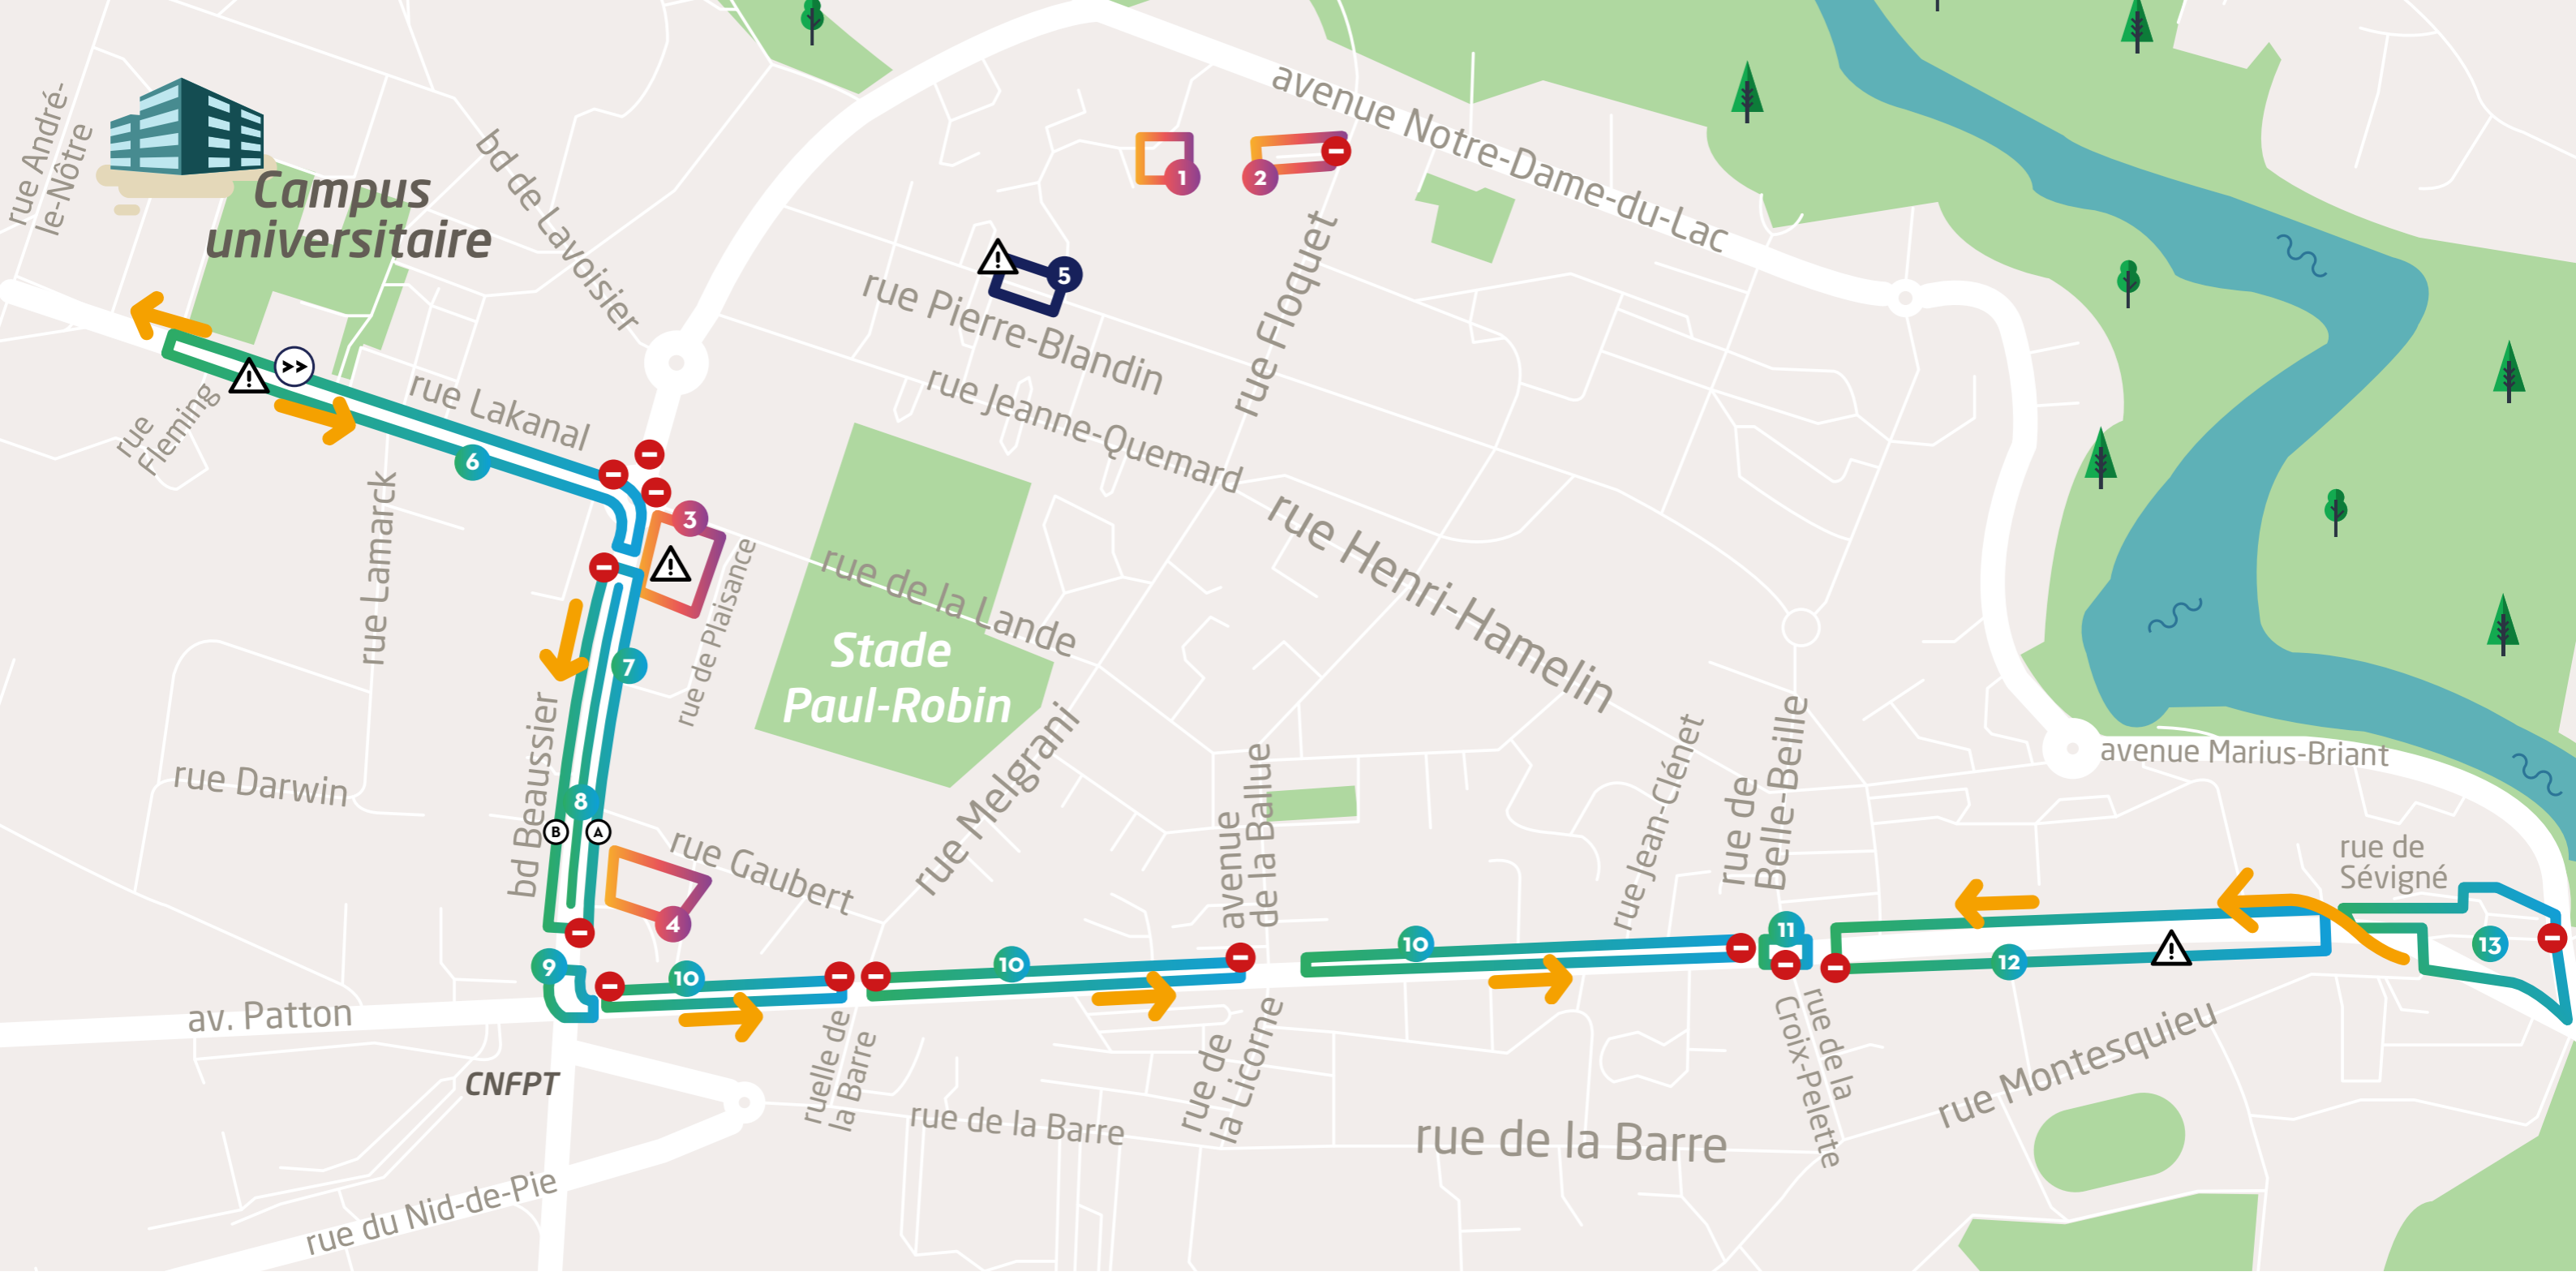 avenue Notre-Dame-du-Lac
rue André-
le-Nôtre
bd de Lavoisier
1
2
Campus
universitaire
5
rue Pierre-Blandin
rue Floquet
>>
rue Lakanal
rue
Fleming
rue Jeanne-Quemard
6
3
rue Henri-Hamelin
rue Lamarck
rue de Plaisance
rue de la Lande
Stade
Paul-Robin
7
rue Darwin
bd Beaussier
8
B
A
rue Gaubert
rue Melgrani
4
avenue
de la Ballue
rue Jean-Clénet
rue de
Belle-Beille
avenue Marius-Briant
rue de
Sévigné
9
10
10
10
11
12
13
av. Patton
CNFPT
ruelle de
la Barre
rue de la Barre
rue de
la Licorne
rue de la Barre
rue de la
Croix-Pelette
rue Montesquieu
rue du Nid-de-Pie